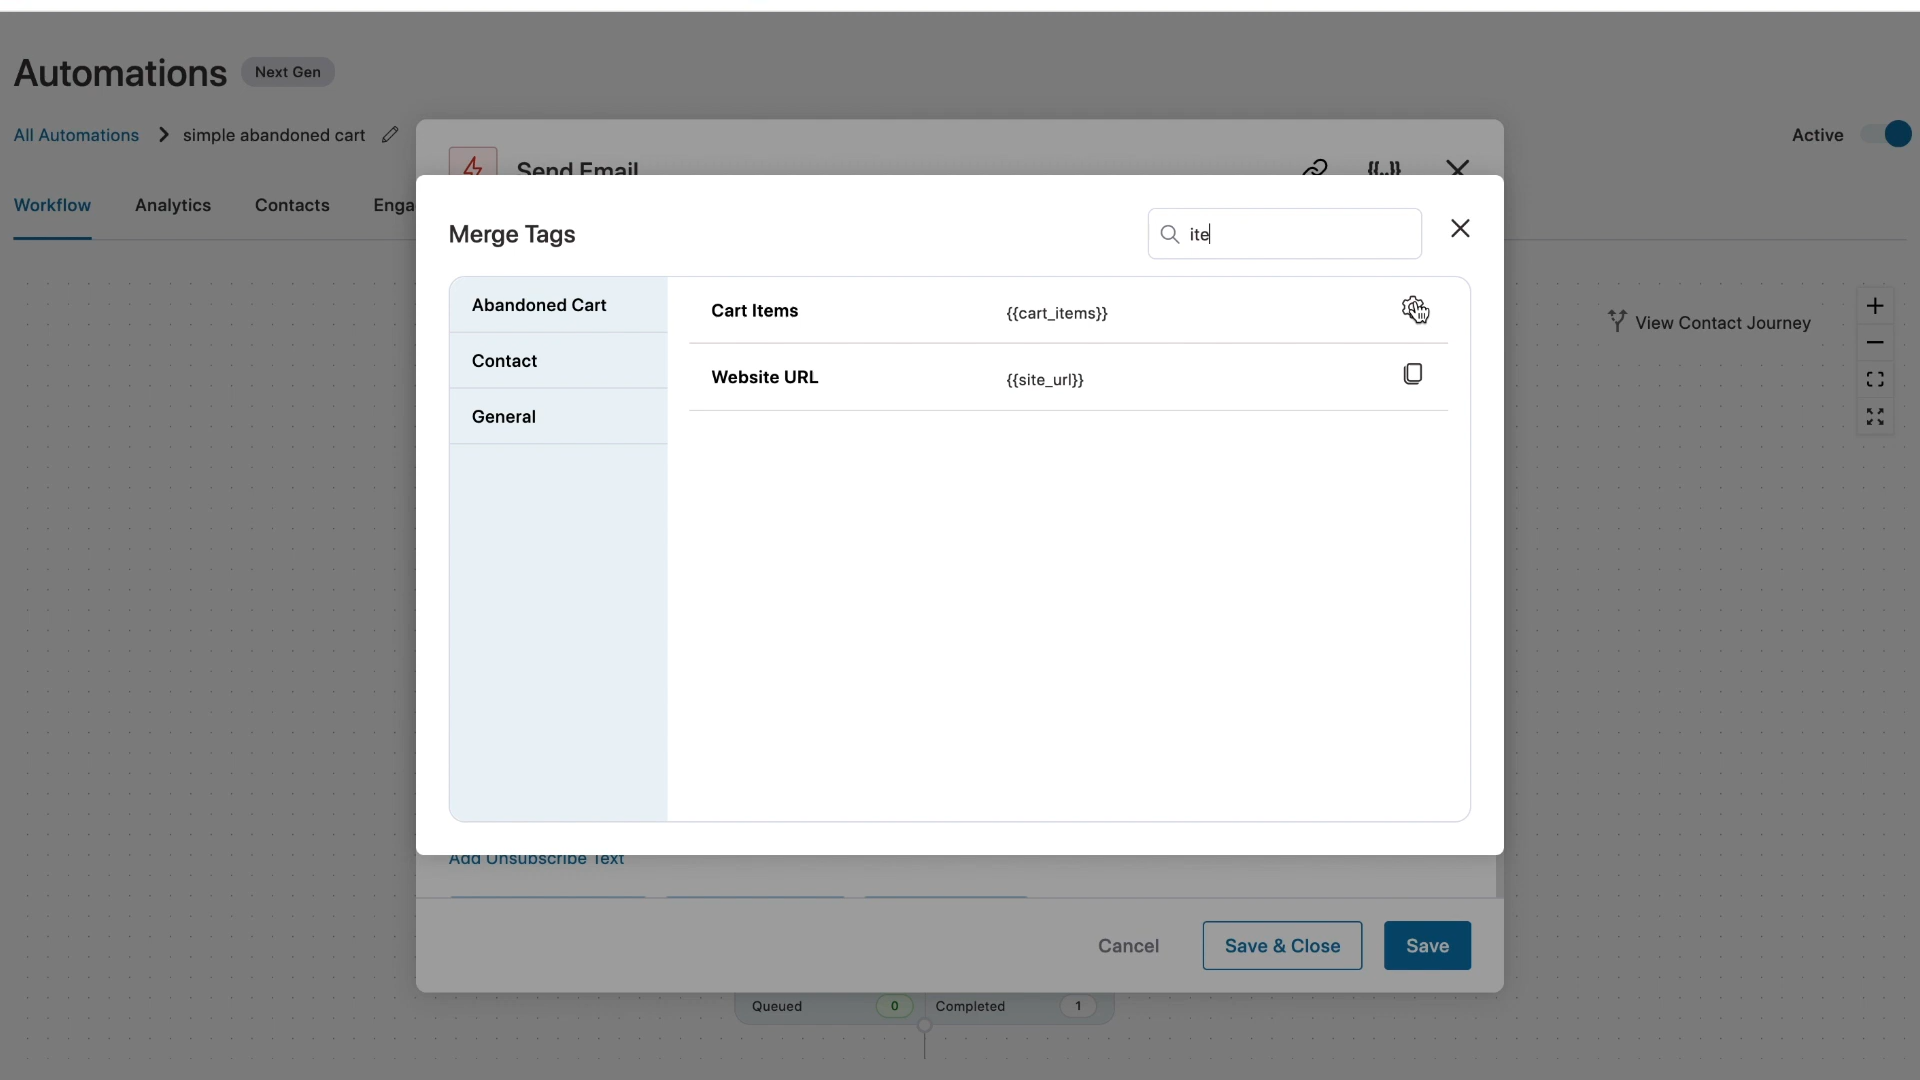 Automations Next Gen
All Automations > simple abandoned cart
Active
Send Email
{{..}}
Workflow Analytics Contacts Enga
Merge Tags
ite
Abandoned Cart
Contact
General
Cart Items {{cart_items}}
Website URL {{site_url}}
View Contact Journey
Add Unsubscribe Text
Cancel Save & Close Save
Queued 0 Completed 1